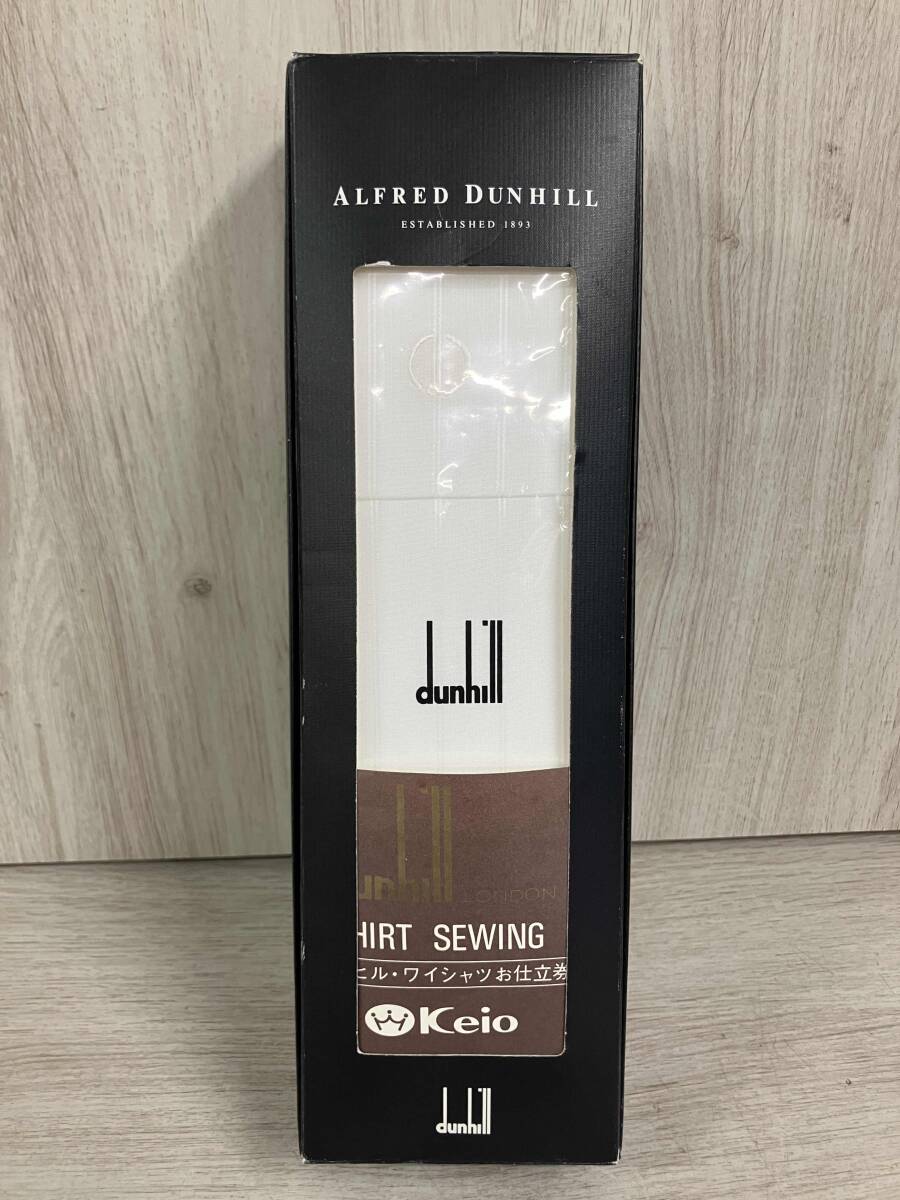 ALFRED DUNHILL
ESTABLISHED 1893
dunhill
dunhill
LONDON
HIRT SEWING
ヒル・ワイシャツお仕立券
Keio
dunhill